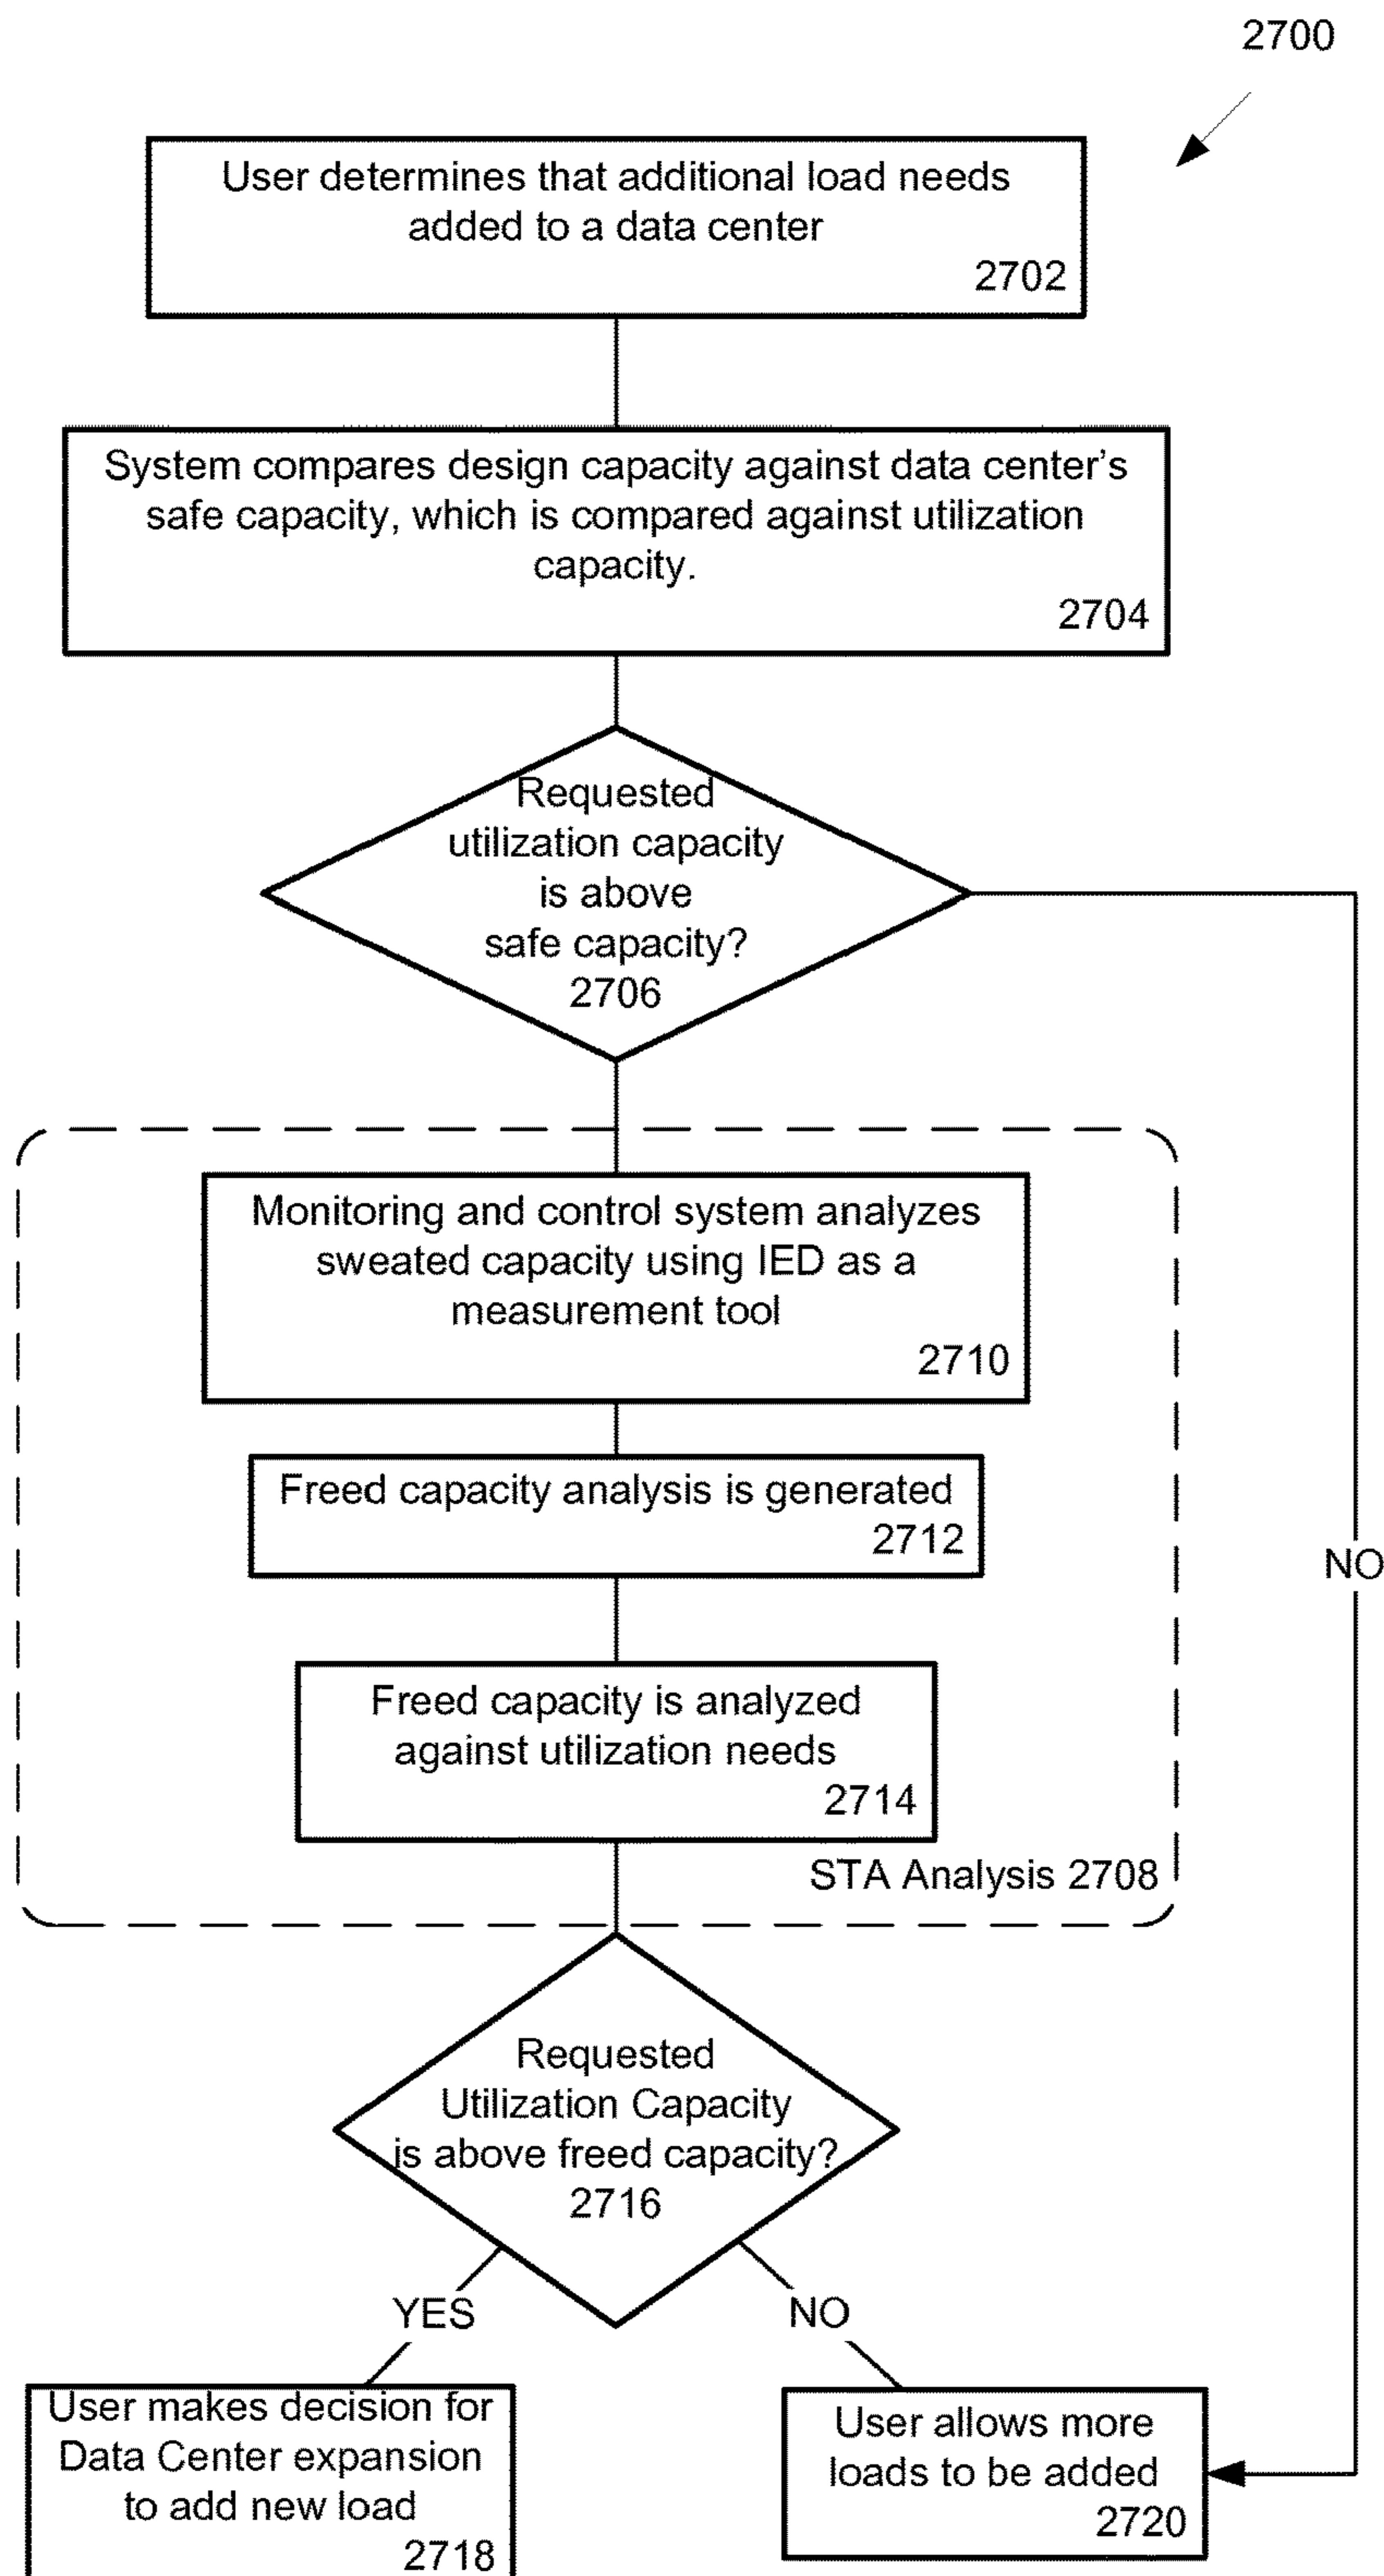 2700
User determines that additional load needs
added to a data center
2702
System compares design capacity against data center's
safe capacity, which is compared against utilization
capacity.
2704
Requested
utilization capacity
is above
safe capacity?
2706
Monitoring and control system analyzes
sweated capacity using IED as a
measurement tool
2710
Freed capacity analysis is generated
2712
NO
Freed capacity is analyzed
against utilization needs
2714
STA Analysis 2708
Requested
Utilization Capacity
is above freed capacity?
2716
YES
NO
User makes decision for
Data Center expansion
to add new load
2718
User allows more
loads to be added
2720